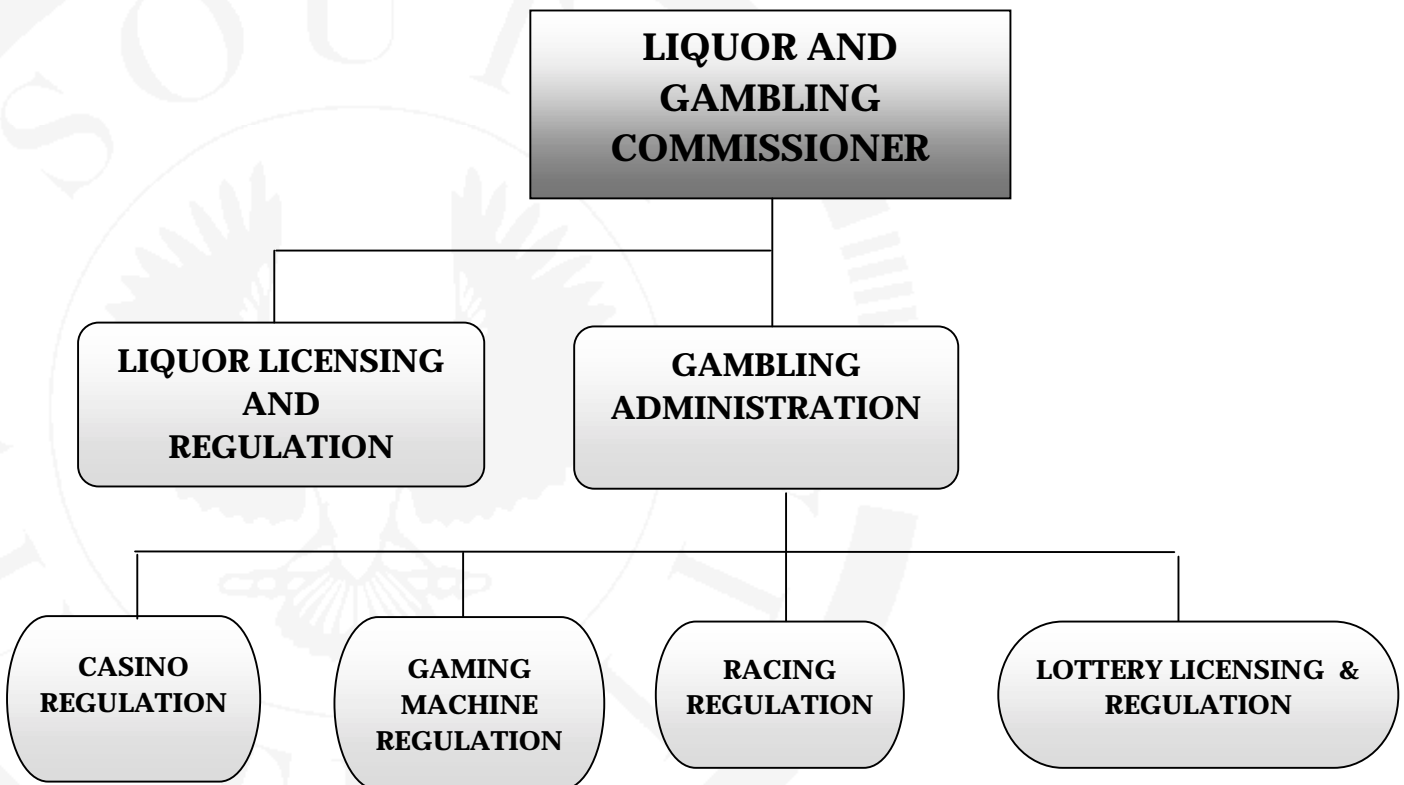 LIQUOR AND
GAMBLING
COMMISSIONER
LIQUOR LICENSING
AND
REGULATION
GAMBLING
ADMINISTRATION
CASINO
REGULATION
GAMING
MACHINE
REGULATION
RACING
REGULATION
LOTTERY LICENSING &
REGULATION